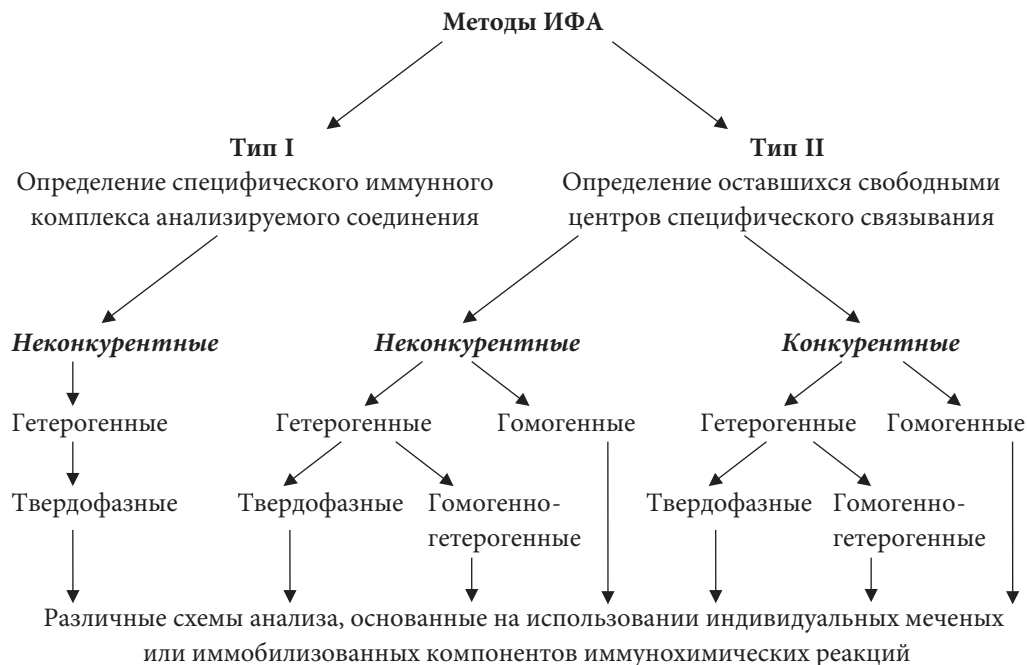 Методы ИФА
Тип I
Определение специфического иммунного
комплекса анализируемого соединения
Тип II
Определение оставшихся свободными
центров специфического связывания
Неконкурентные
Неконкурентные
Конкурентные
Гетерогенные
Гетерогенные
Гомогенные
Гетерогенные
Гомогенные
Твердофазные
Твердофазные
Гомогенно-
гетерогенные
Твердофазные
Гомогенно-
гетерогенные
Различные схемы анализа, основанные на использовании индивидуальных меченых
или иммобилизованных компонентов иммунохимических реакций